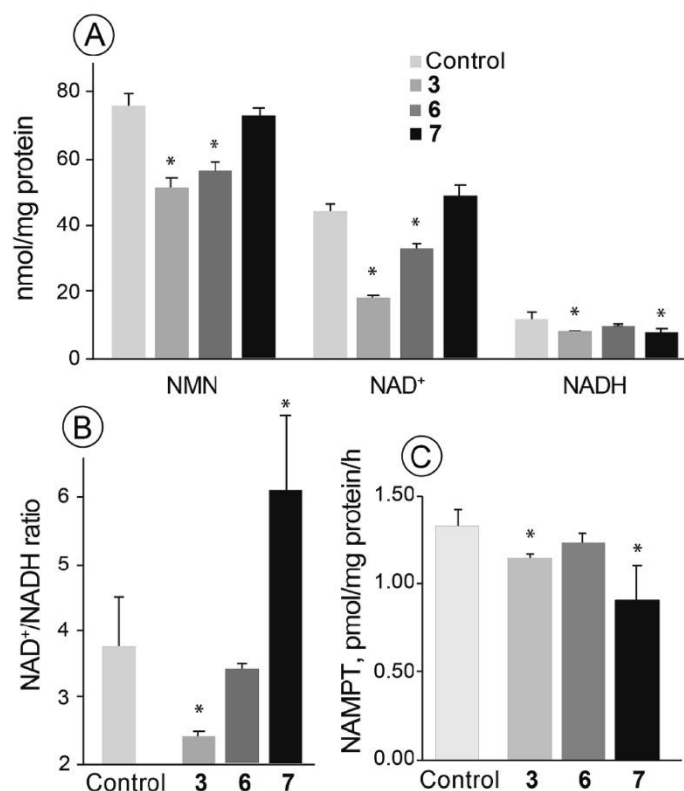 A
Control
3
6
7
nmol/mg protein
80
60
40
20
0
* *
* *
* *
NMN NAD⁺ NADH
B
NAD⁺/NADH ratio
6
5
4
3
2
*
*
Control 3 6 7
C
NAMPT, pmol/mg protein/h
1.50
1.00
0.50
0.00
*
*
Control 3 6 7